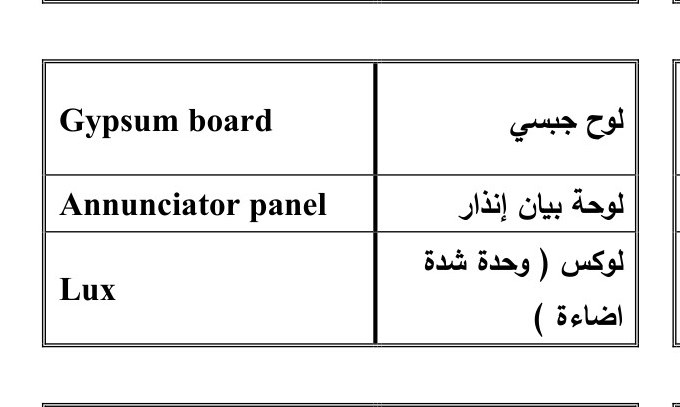 Gypsum board
لوح جبسي
Annunciator panel
لوحة بيان إنذار
Lux
لوكس ( وحدة شدة
اضاءة )